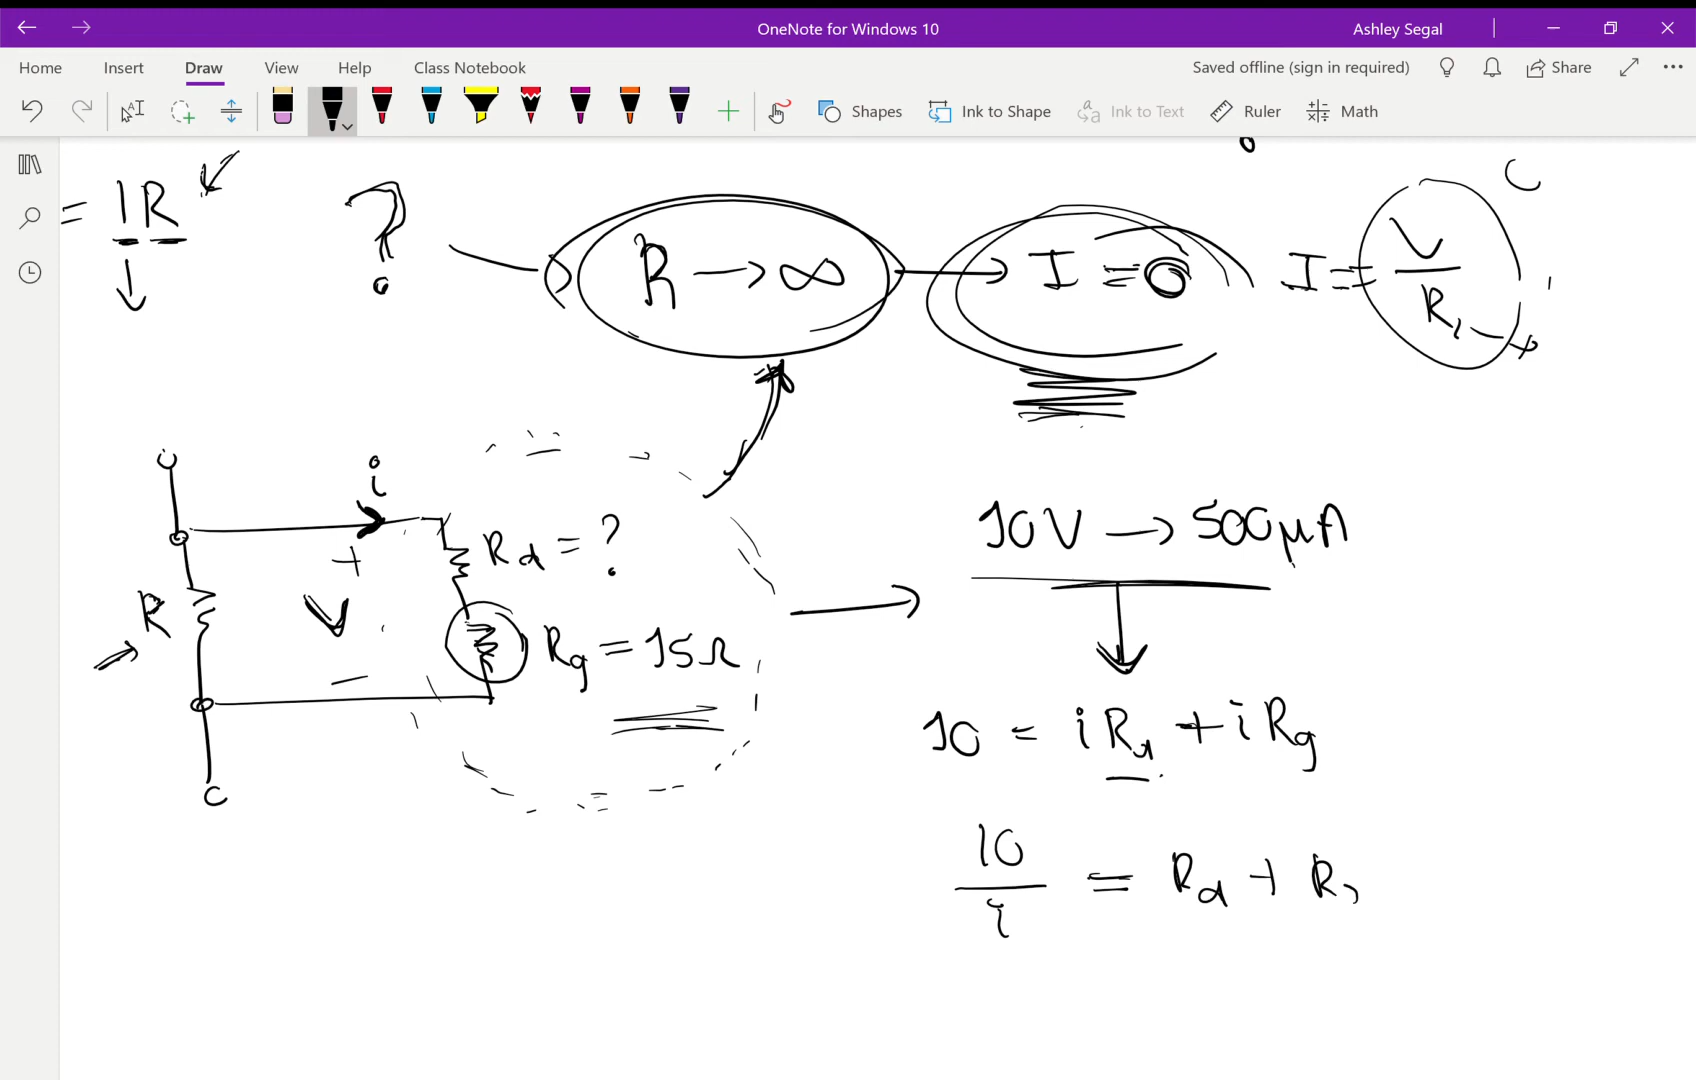 OneNote for Windows 10
Ashley Segal
Home Insert Draw View Help Class Notebook
Saved offline (sign in required) Share
Shapes Ink to Shape Ink to Text Ruler Math
= IR
?
R → ∞
I = 0
I = V
R
i
R
+
V
−
Rd = ?
Rg = 15Ω
10V → 500μA
10 = iRd + iRg
10
i
= Rd + R